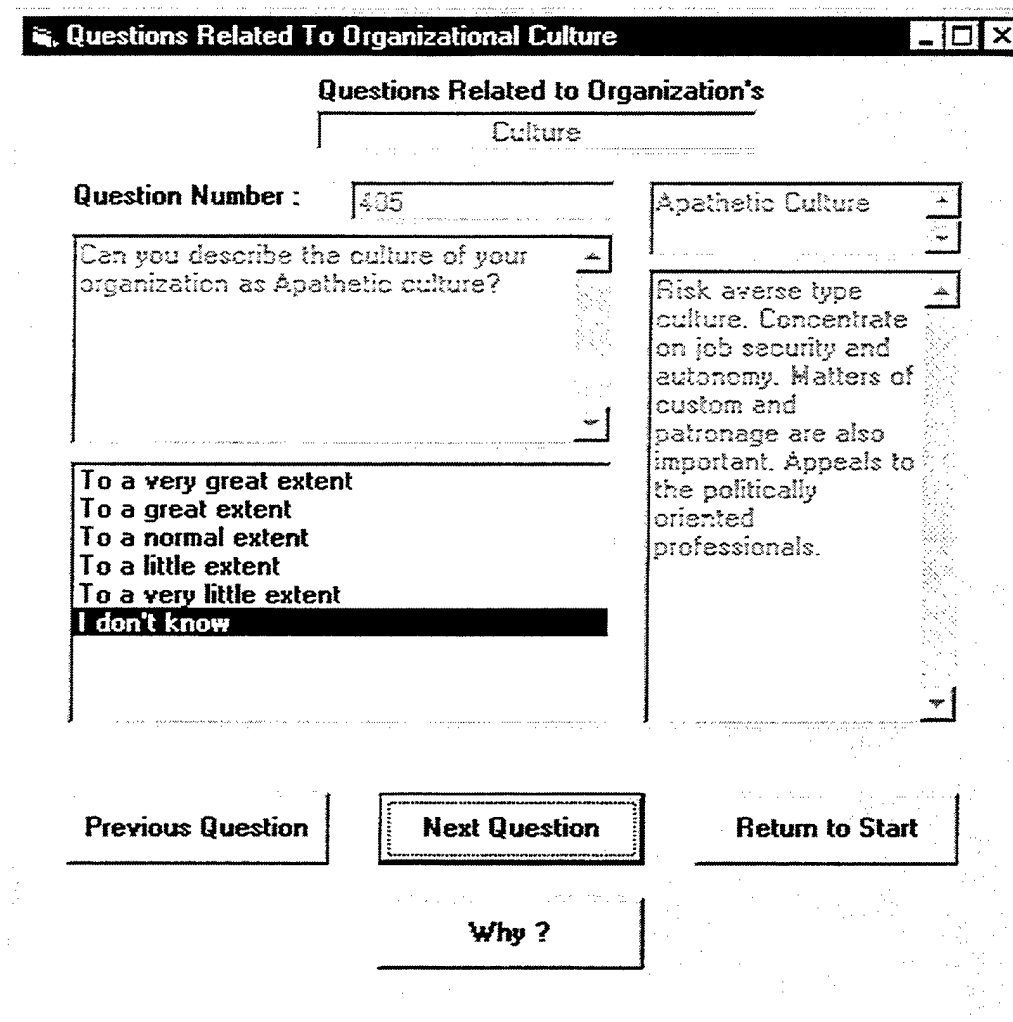 Questions Related To Organizational Culture
Questions Related to Organization's
Culture
Question Number :
405
Can you describe the culture of your
organization as Apathetic culture?
To a very great extent
To a great extent
To a normal extent
To a little extent
To a very little extent
I don't know
Apathetic Culture
Risk averse type
culture. Concentrate
on job security and
autonomy. Matters of
custom and
patronage are also
important. Appeals to
the politically
oriented
professionals.
Previous Question
Next Question
Return to Start
Why ?